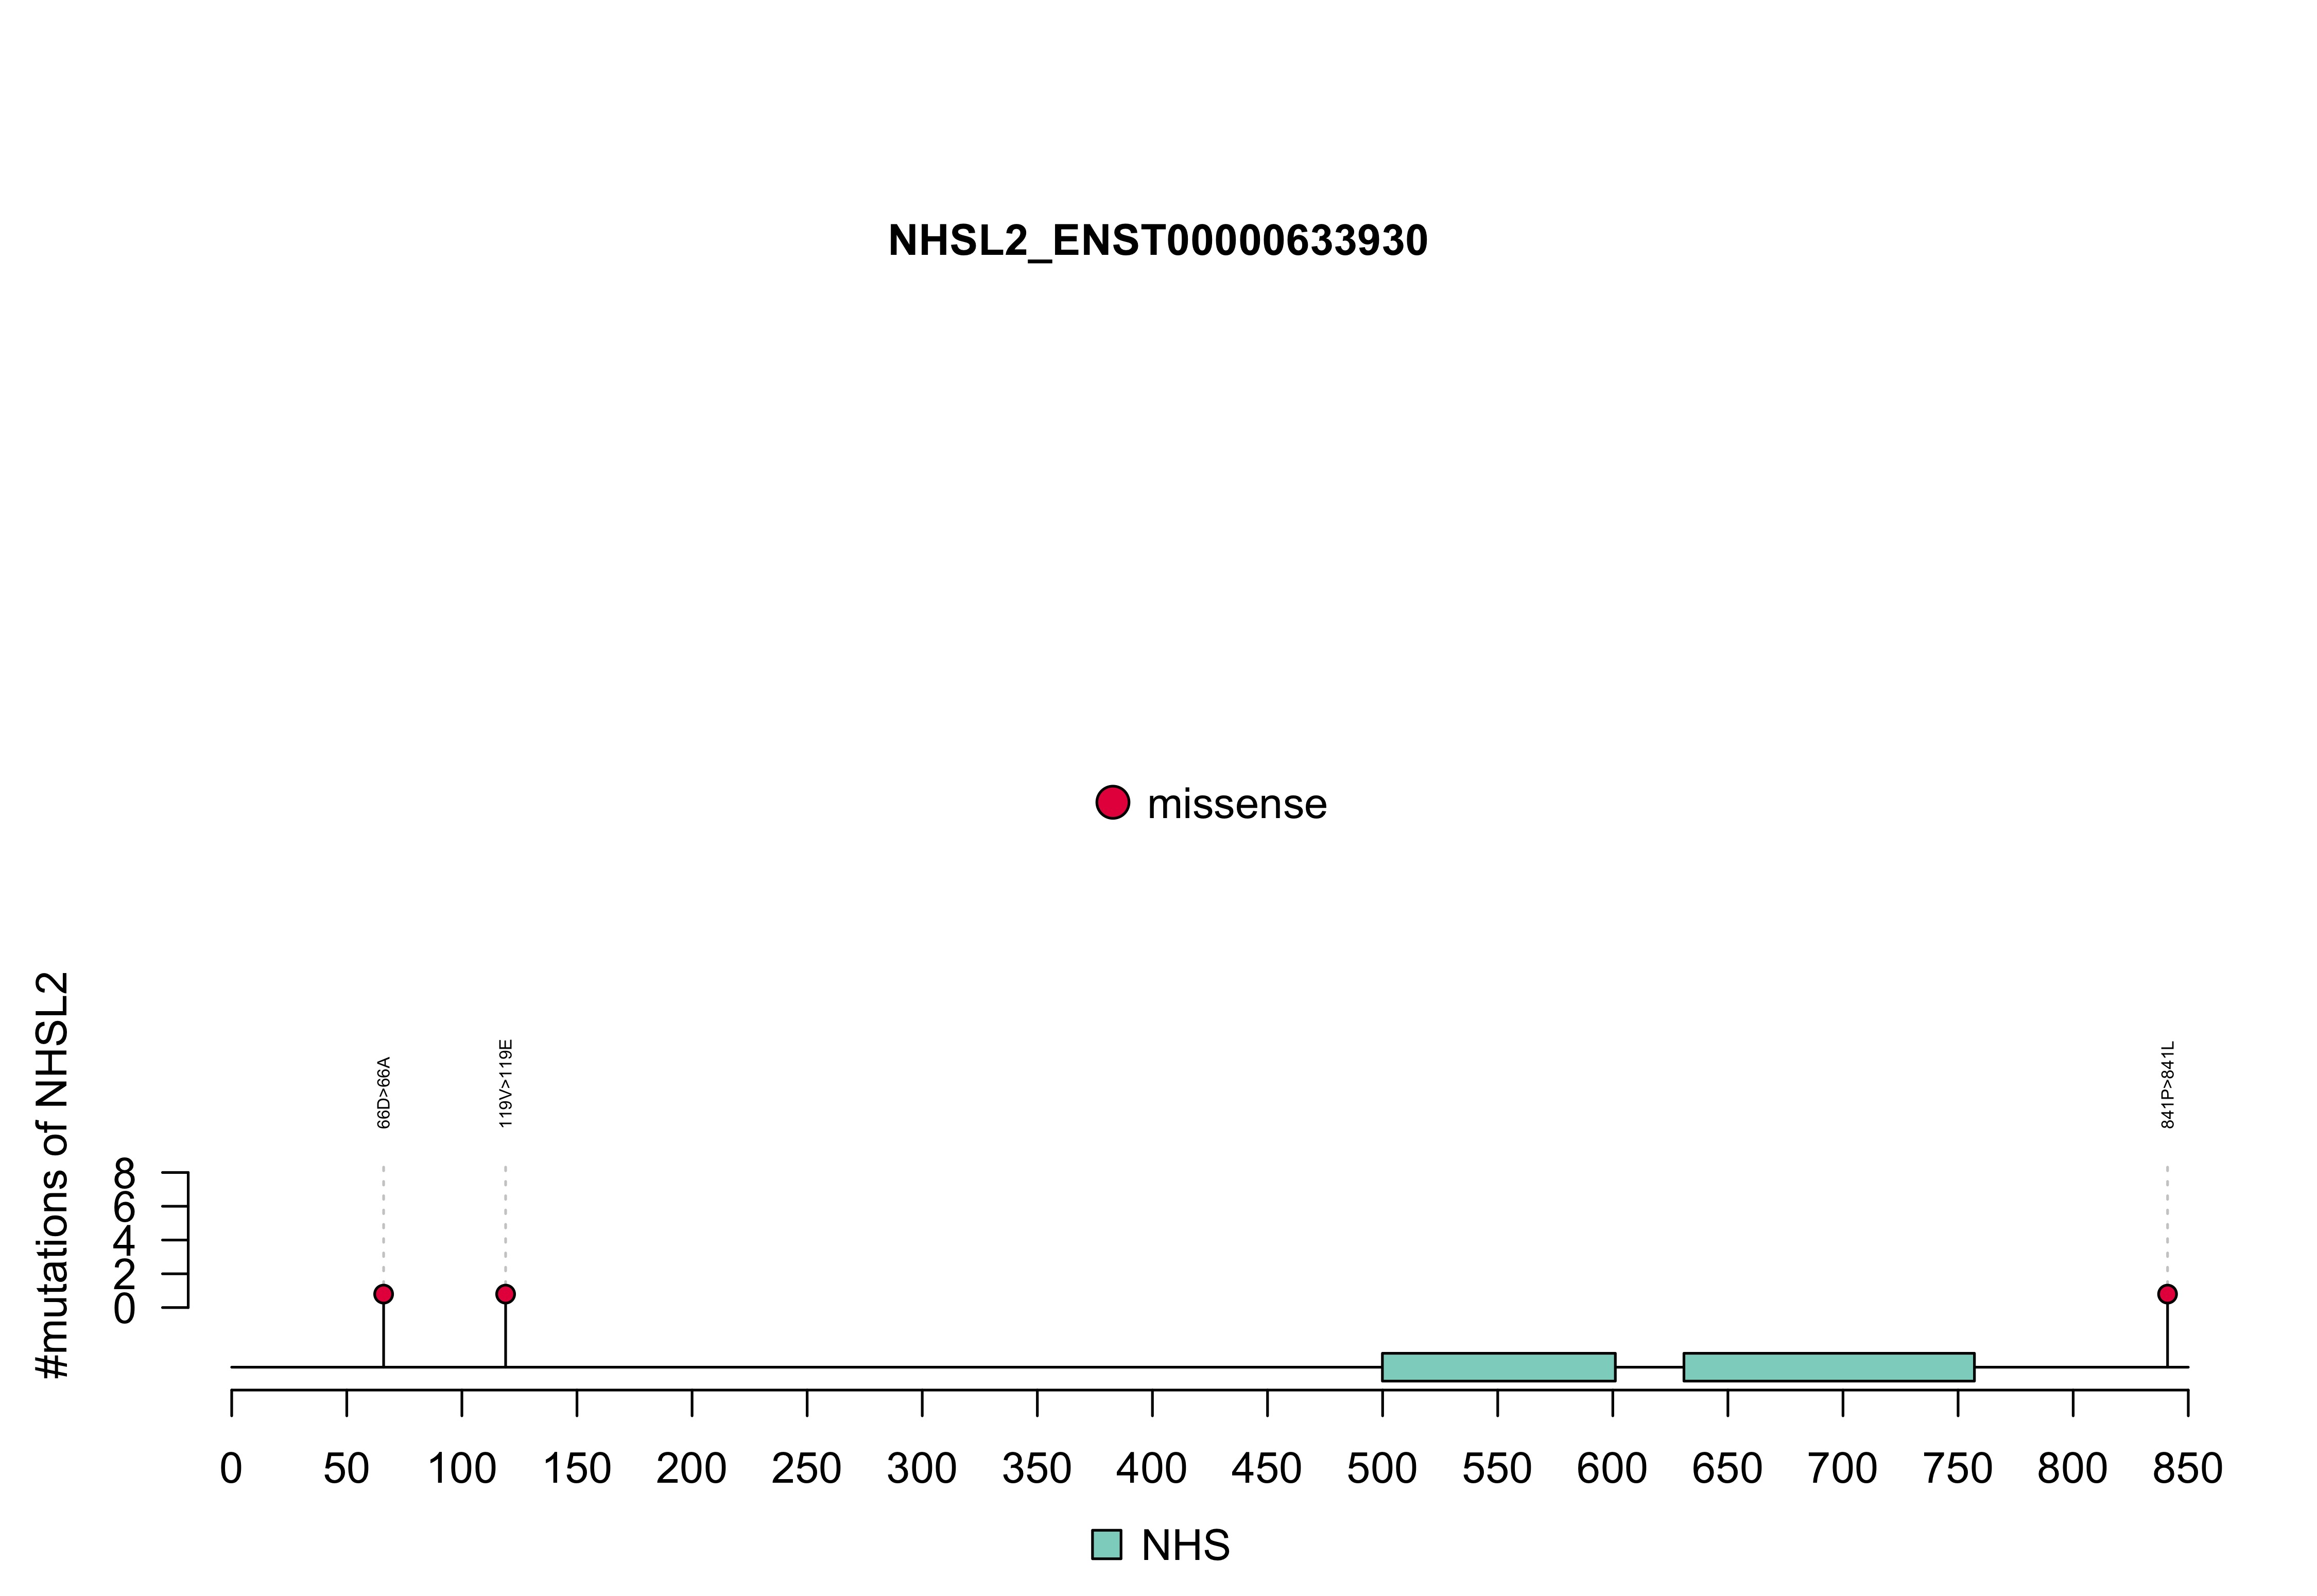 NHSL2_ENST00000633930
missense
#mutations of NHSL2
66D>66A
119V>119E
841P>841L
8
6
4
2
0
0 50 100 150 200 250 300 350 400 450 500 550 600 650 700 750 800 850
NHS